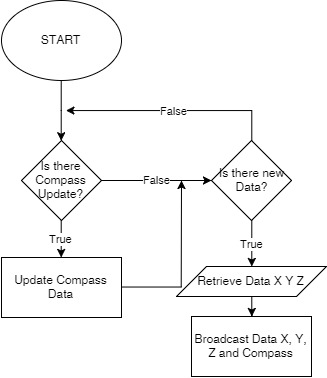 START
False
Is there
Compass
Update?
False
Is there new
Data?
True
True
Update Compass
Data
Retrieve Data X Y Z
Broadcast Data X, Y,
Z and Compass